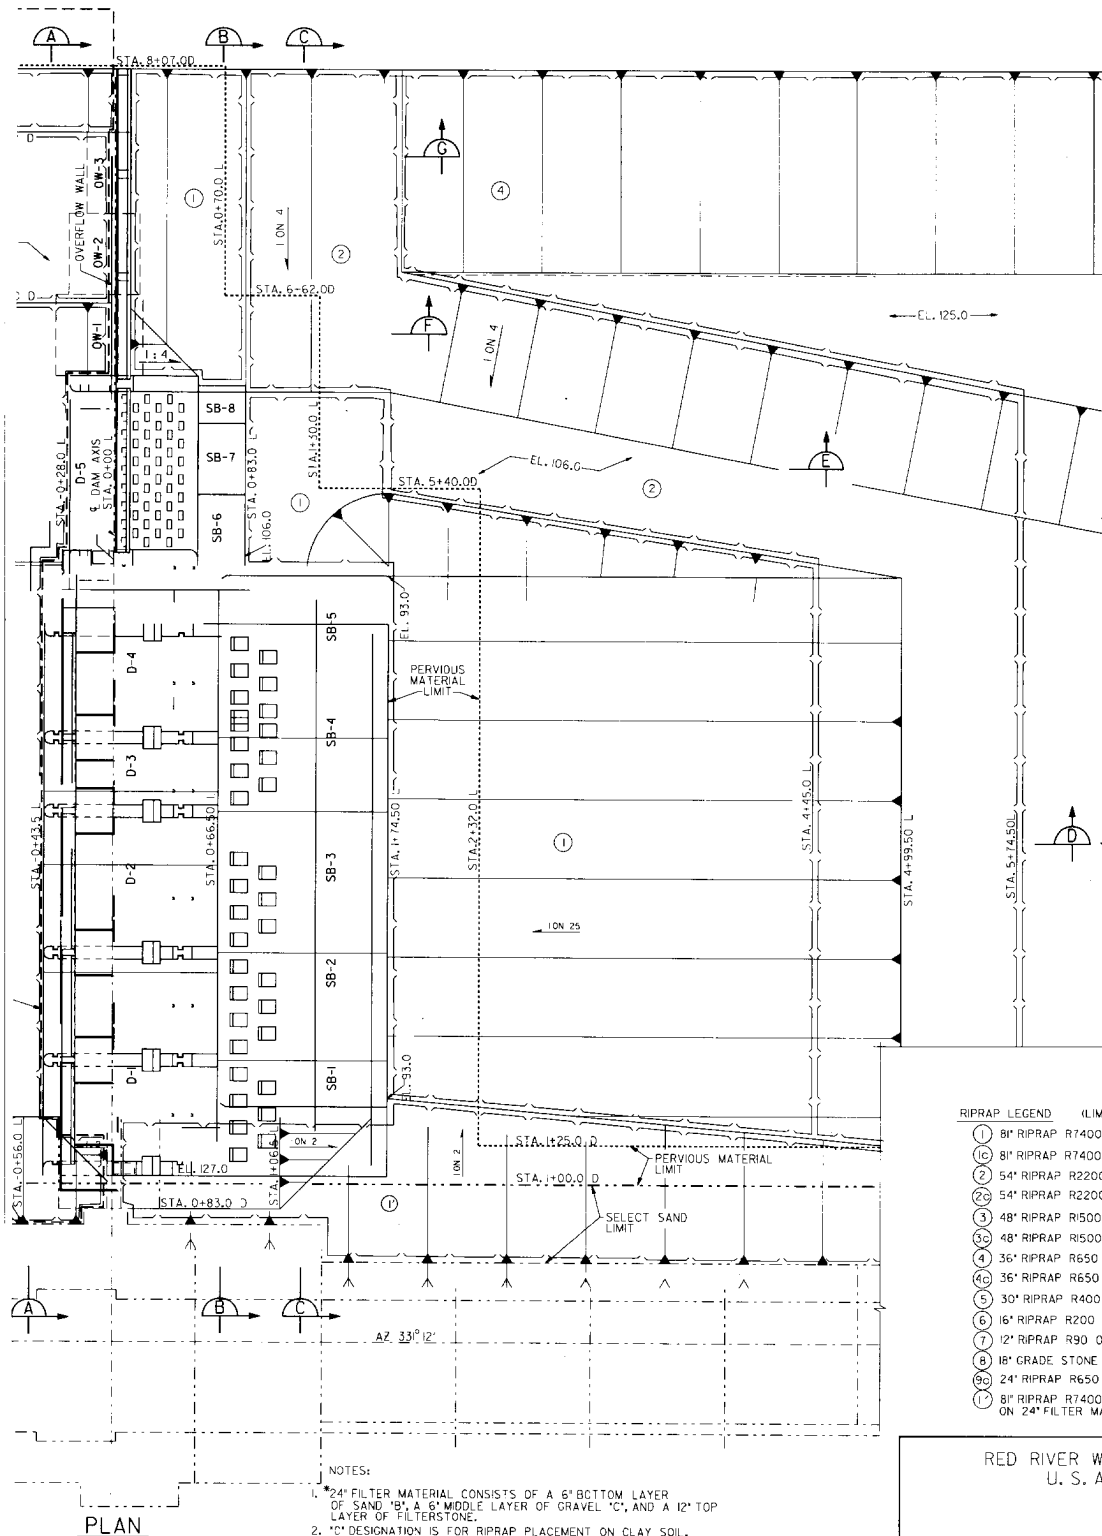 A
B
C
STA. 8+07.0D
G
4
1
2
D
OW-3
OVERFLOW WALL
OW-2
OW-1
STA.0+70.0 L
1 ON 4
STA. 6+62.0D
D
F
1 ON 4
EL. 125.0
1 : 4
SB-8
SB-7
SB-6
D-5
STA.-0+28.0 L
℄ DAM AXIS
STA. 0+00 L
STA. 0+83.0 L
EL.106.0
STA.1+30.0 L
1
EL. 106.0
STA. 5+40.0D
2
E
EL. 93.0
PERVIOUS
MATERIAL
LIMIT
SB-5
SB-4
SB-3
SB-2
SB-1
D-4
D-3
D-2
D-1
STA.-0+43.5 L
STA. 0+66.50 L
STA. 1+74.50 L
STA.2+32.0 L
1
1 ON 25
STA. 4+45.0 L
STA. 4+99.50 L
STA. 5+74.50L
D
EL. 93.0
STA.-0+56.0 L
EL. 127.0
STA. 0+83.0 D
STA. 1+06.5 L
ON 2
1 ON 2
STA. 1+25.0 D
PERVIOUS MATERIAL
LIMIT
STA. 1+00.0 D
1'
SELECT SAND
LIMIT
A
B
C
AZ 331°12'
RIPRAP LEGEND (LIM
1 81" RIPRAP R7400
1c 81" RIPRAP R7400
2 54" RIPRAP R2200
2c 54" RIPRAP R2200
3 48" RIPRAP R1500
3c 48" RIPRAP R1500
4 36" RIPRAP R650
4c 36" RIPRAP R650
5 30" RIPRAP R400
6 16" RIPRAP R200
7 12" RIPRAP R90 O
8 18" GRADE STONE
9c 24" RIPRAP R650
1' 81" RIPRAP R7400
ON 24" FILTER MA
RED RIVER W
U. S. A
NOTES:
1. *24" FILTER MATERIAL CONSISTS OF A 6" BOTTOM LAYER
OF SAND "B", A 6" MIDDLE LAYER OF GRAVEL "C", AND A 12" TOP
LAYER OF FILTERSTONE.
2. "C" DESIGNATION IS FOR RIPRAP PLACEMENT ON CLAY SOIL.
PLAN